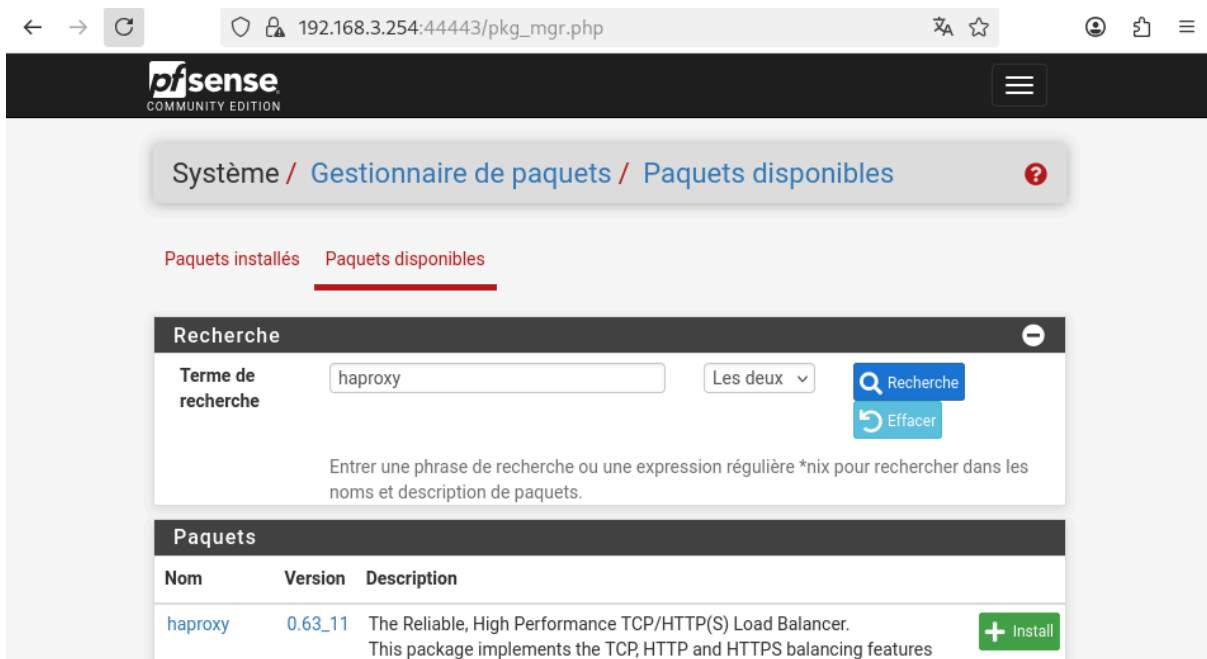 192.168.3.254:44443/pkg_mgr.php
pfsense
COMMUNITY EDITION
Système / Gestionnaire de paquets / Paquets disponibles
Paquets installés Paquets disponibles
Recherche
Terme de recherche
haproxy
Les deux
Recherche
Effacer
Entrer une phrase de recherche ou une expression régulière *nix pour rechercher dans les
noms et description de paquets.
Paquets
Nom Version Description
haproxy 0.63_11 The Reliable, High Performance TCP/HTTP(S) Load Balancer.
Install
This package implements the TCP, HTTP and HTTPS balancing features